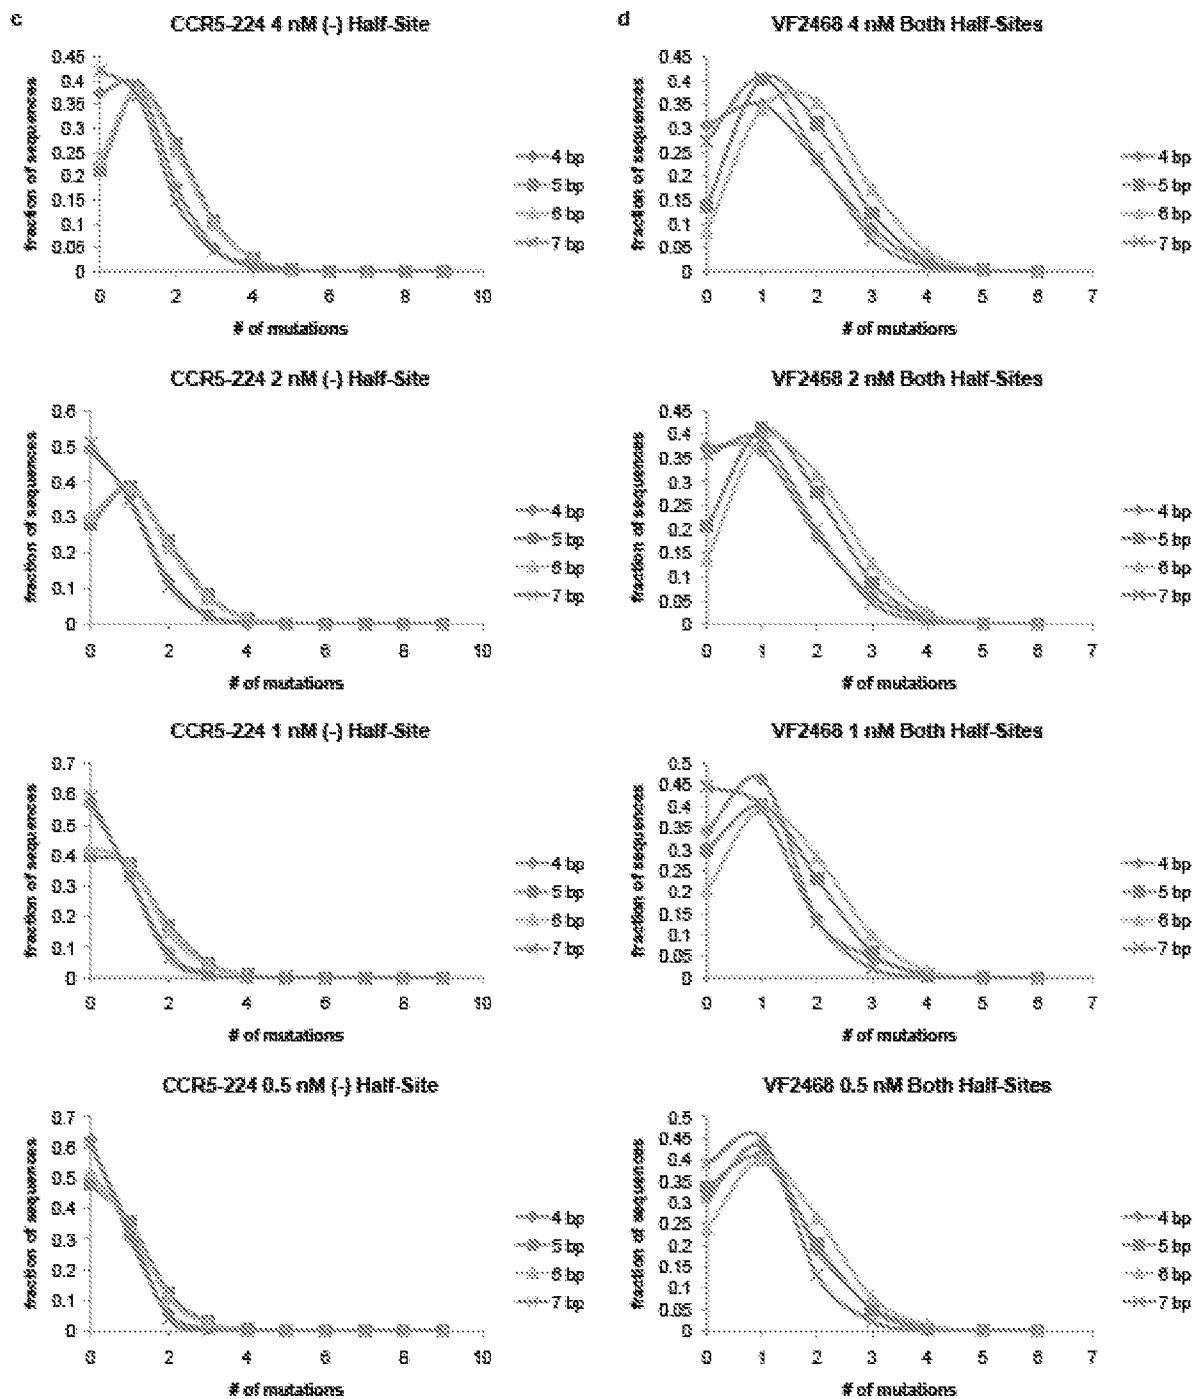 c
CCR5-224 4 nM (-) Half-Site
fraction of sequences
0.45
0.4
0.35
0.3
0.25
0.2
0.15
0.1
0.05
0
0 2 4 6 8 10
# of mutations
4 bp
5 bp
6 bp
7 bp
d
VF2468 4 nM Both Half-Sites
fraction of sequences
0.45
0.4
0.35
0.3
0.25
0.2
0.15
0.1
0.05
0
0 1 2 3 4 5 6 7
# of mutations
4 bp
5 bp
6 bp
7 bp
CCR5-224 2 nM (-) Half-Site
fraction of sequences
0.6
0.5
0.4
0.3
0.2
0.1
0
0 2 4 6 8 10
# of mutations
4 bp
5 bp
6 bp
7 bp
VF2468 2 nM Both Half-Sites
fraction of sequences
0.45
0.4
0.35
0.3
0.25
0.2
0.15
0.1
0.05
0
0 1 2 3 4 5 6 7
# of mutations
4 bp
5 bp
6 bp
7 bp
CCR5-224 1 nM (-) Half-Site
fraction of sequences
0.7
0.6
0.5
0.4
0.3
0.2
0.1
0
0 2 4 6 8 10
# of mutations
4 bp
5 bp
6 bp
7 bp
VF2468 1 nM Both Half-Sites
fraction of sequences
0.5
0.45
0.4
0.35
0.3
0.25
0.2
0.15
0.1
0.05
0
0 1 2 3 4 5 6 7
# of mutations
4 bp
5 bp
6 bp
7 bp
CCR5-224 0.5 nM (-) Half-Site
fraction of sequences
0.7
0.6
0.5
0.4
0.3
0.2
0.1
0
0 2 4 6 8 10
# of mutations
4 bp
5 bp
6 bp
7 bp
VF2468 0.5 nM Both Half-Sites
fraction of sequences
0.5
0.45
0.4
0.35
0.3
0.25
0.2
0.15
0.1
0.05
0
0 1 2 3 4 5 6 7
# of mutations
4 bp
5 bp
6 bp
7 bp